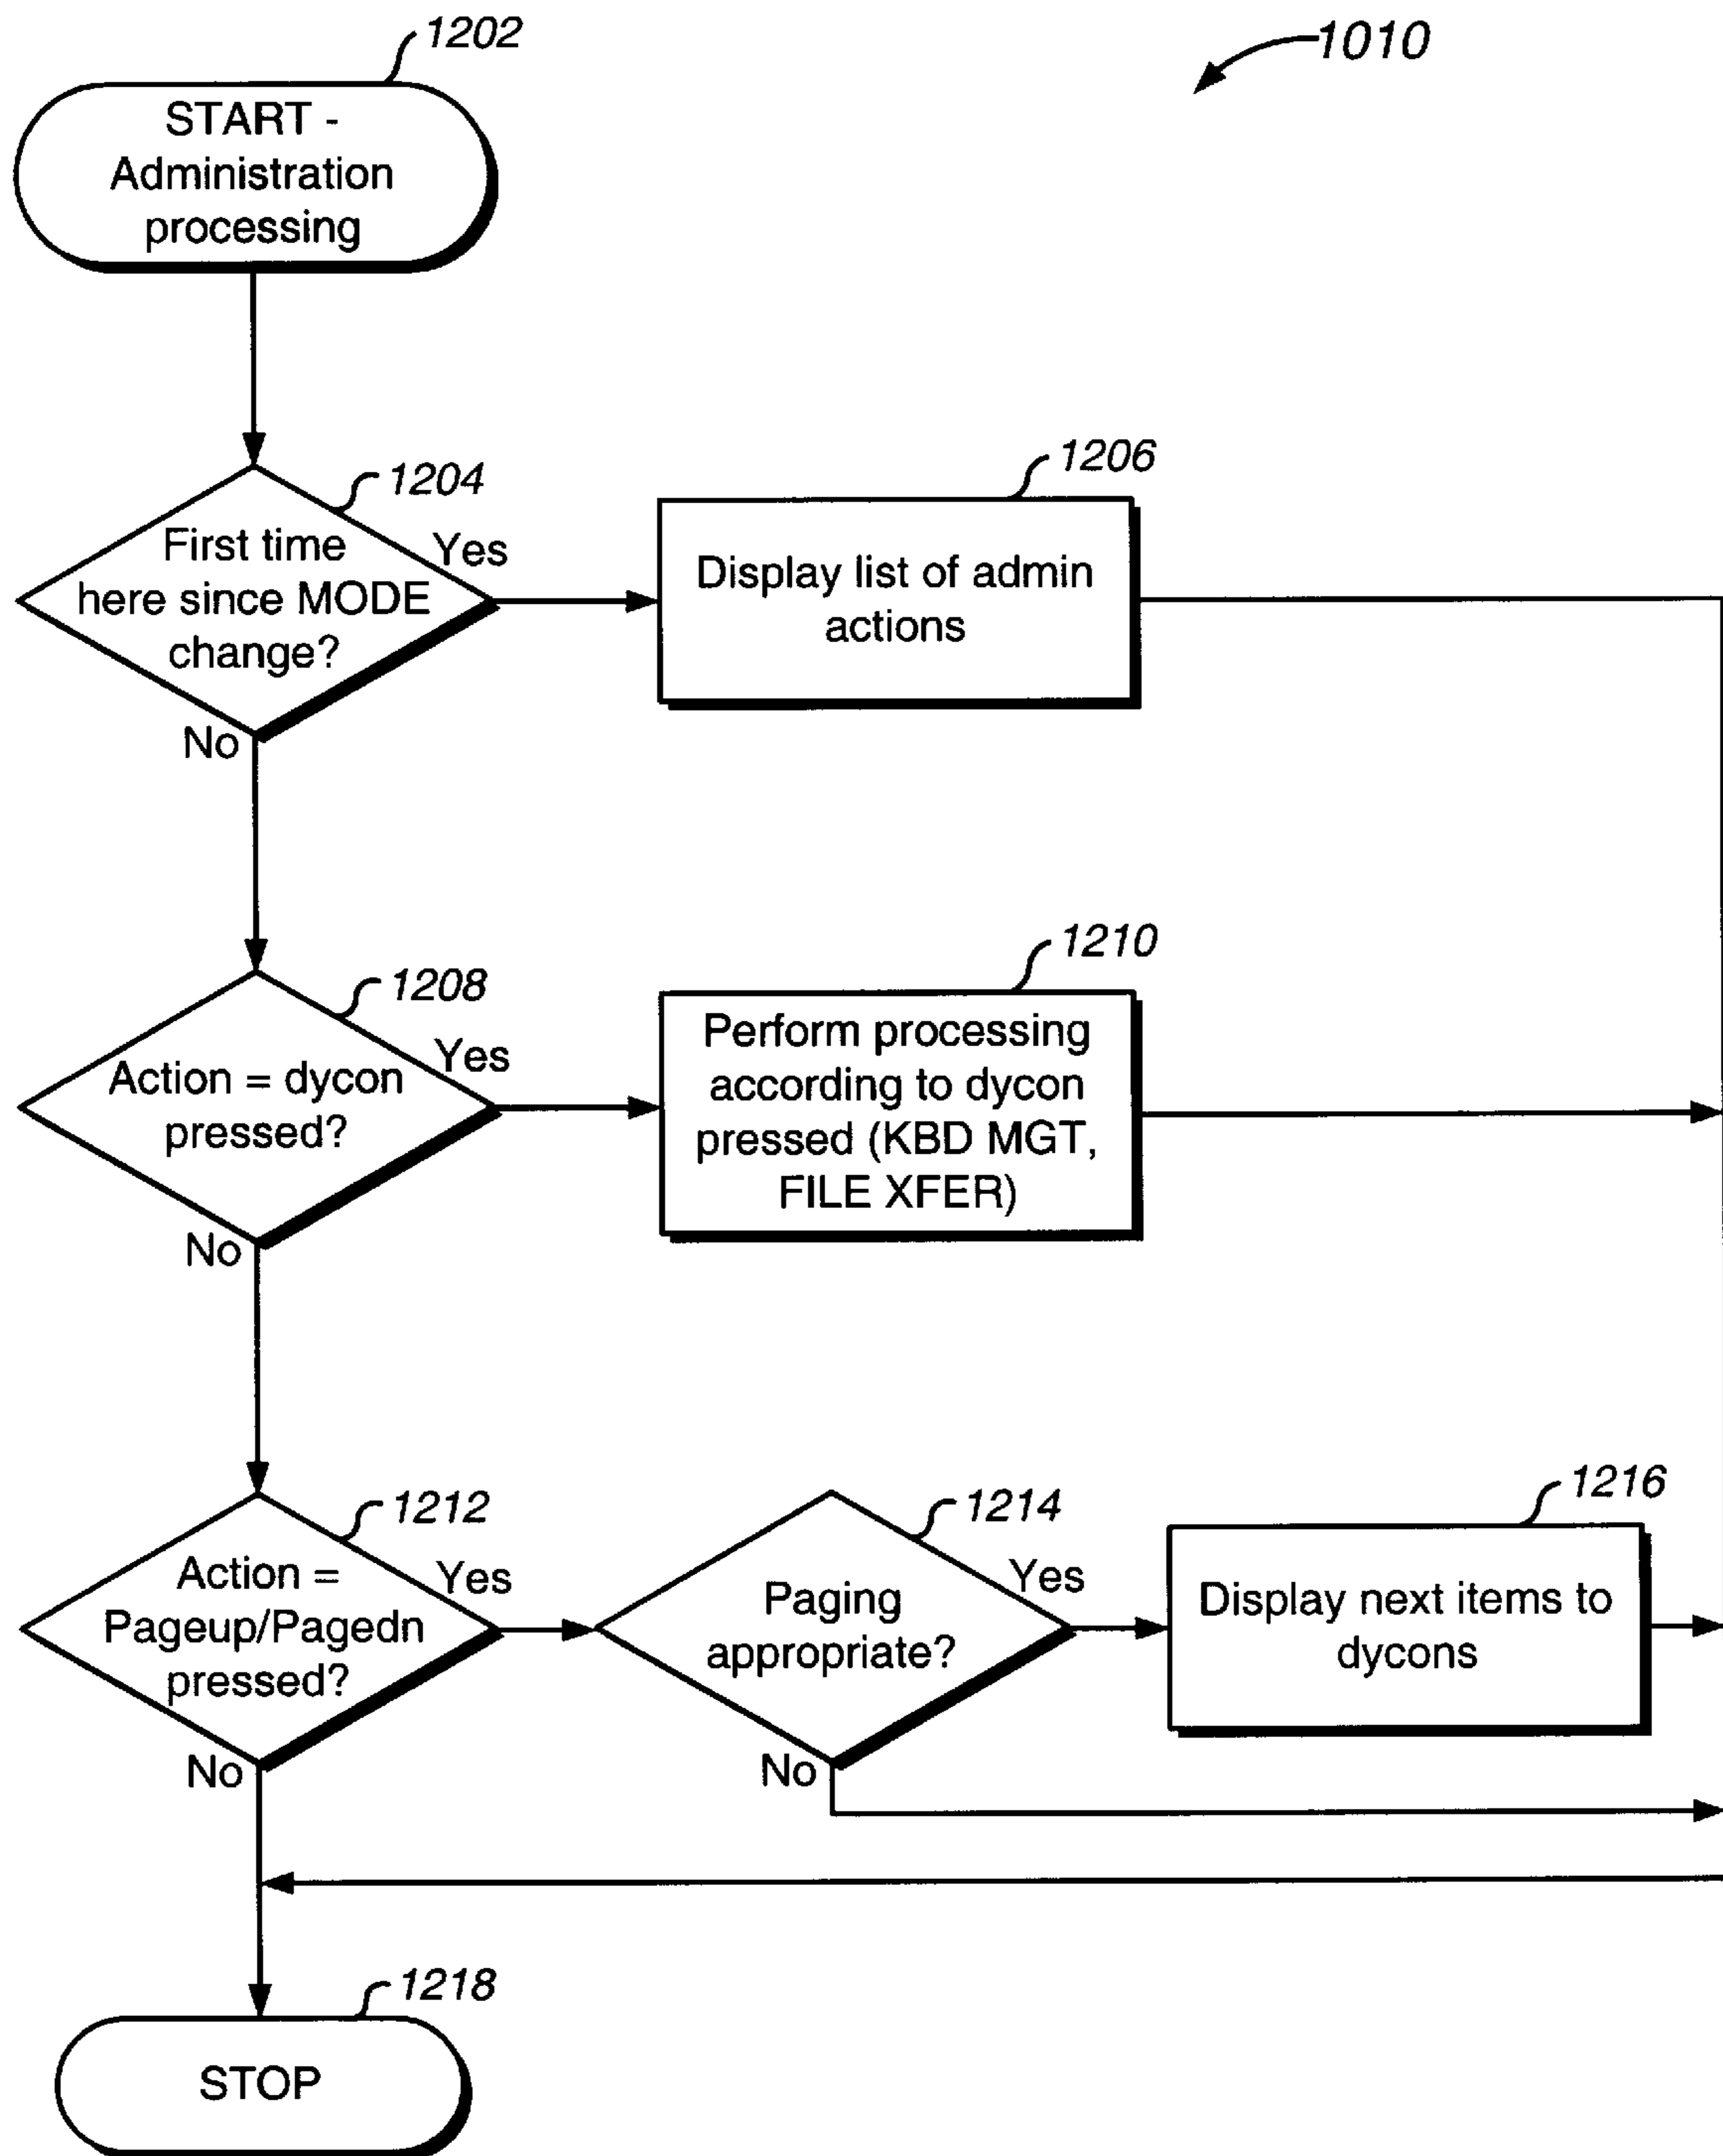 1202
1010
START -
Administration
processing
1204
First time
here since MODE
change?
Yes
No
1206
Display list of admin
actions
1208
Action = dycon
pressed?
Yes
No
1210
Perform processing
according to dycon
pressed (KBD MGT,
FILE XFER)
1212
Action =
Pageup/Pagedn
pressed?
Yes
No
1214
Paging
appropriate?
Yes
No
1216
Display next items to
dycons
1218
STOP